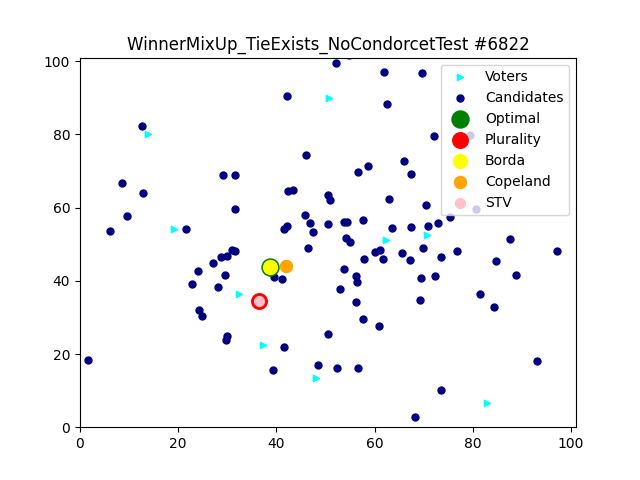 WinnerMixUp_TieExists_NoCondorcetTest #6822
100
80
60
40
20
0
0 20 40 60 80 100
Voters
Candidates
Optimal
Plurality
Borda
Copeland
STV